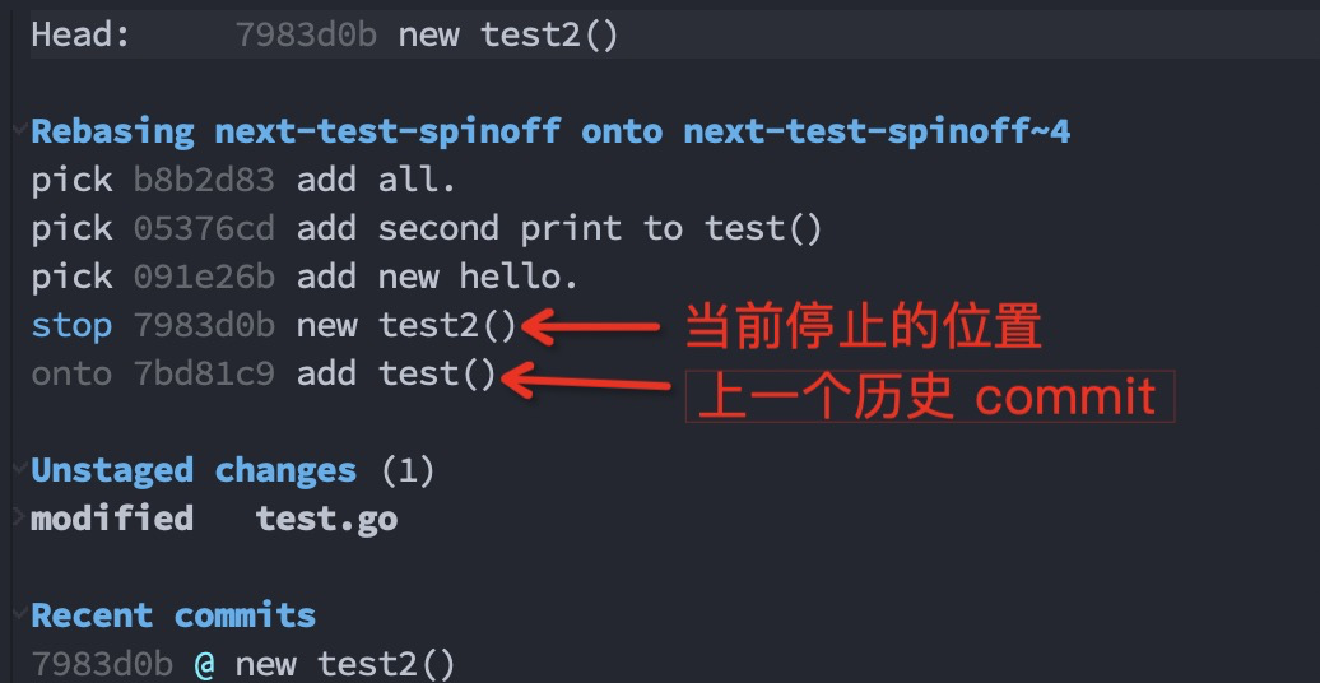 Head: 7983d0b new test2()
Rebasing next-test-spinoff onto next-test-spinoff~4
pick b8b2d83 add all.
pick 05376cd add second print to test()
pick 091e26b add new hello.
stop 7983d0b new test2() 当前停止的位置
onto 7bd81c9 add test() 上一个历史 commit
Unstaged changes (1)
modified test.go
Recent commits
7983d0b @ new test2()